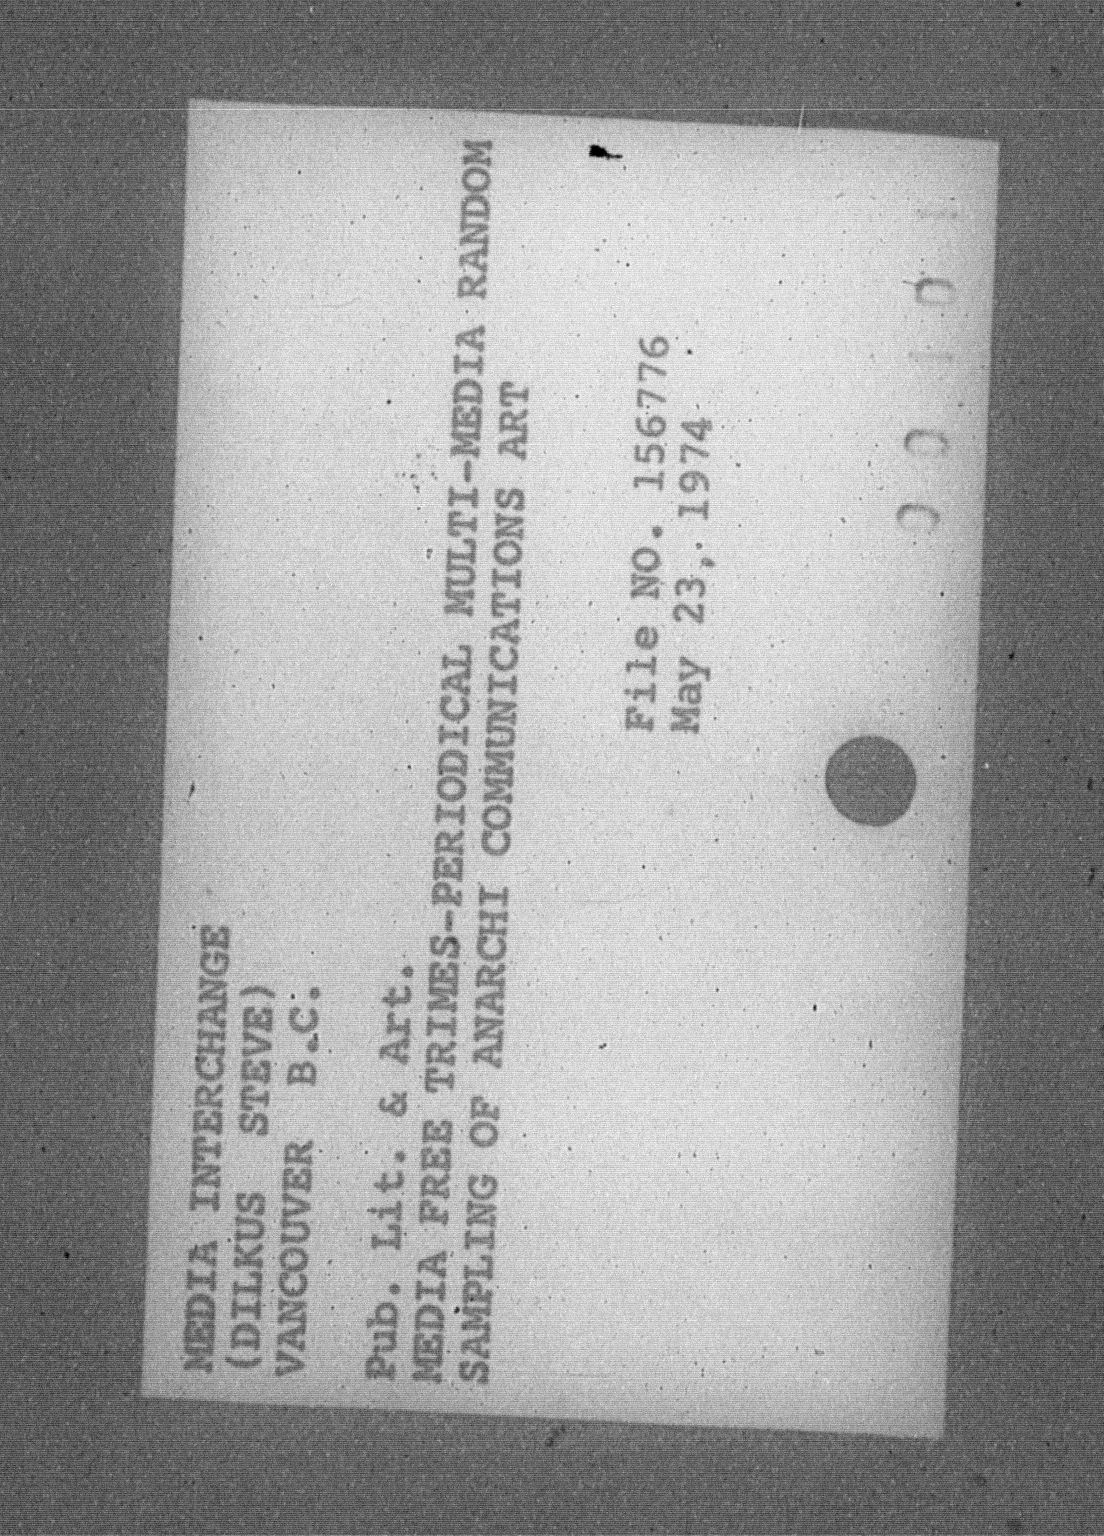 MEDIA INTERCHANGE
(DILKUS STEVE)
VANCOUVER B.C.
Pub. Lit. & Art.
MEDIA FREE TRIMES-PERIODICAL MULTI-MEDIA RANDOM
SAMPLING OF ANARCHI COMMUNICATIONS ART
File NO. 156776
May 23, 1974